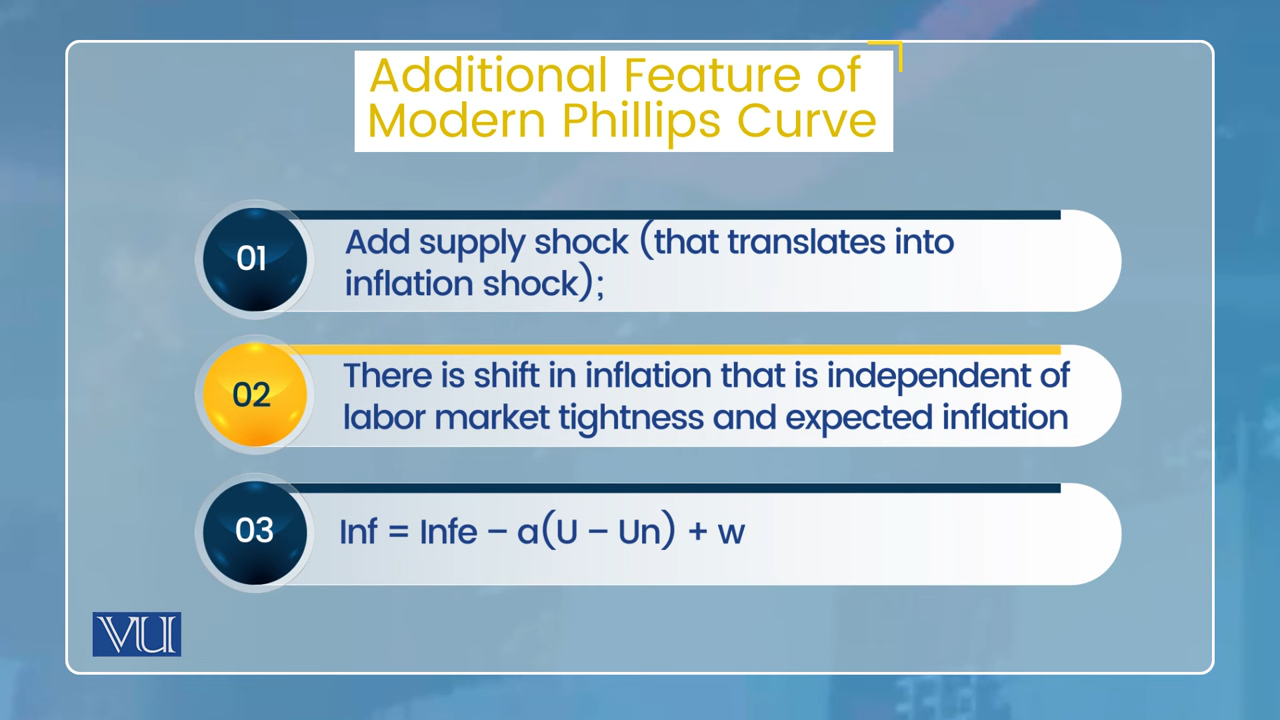 Additional Feature of
Modern Phillips Curve
01
Add supply shock (that translates into
inflation shock);
02
There is shift in inflation that is independent of
labor market tightness and expected inflation
03
Inf = Infe – a(U – Un) + w
VU